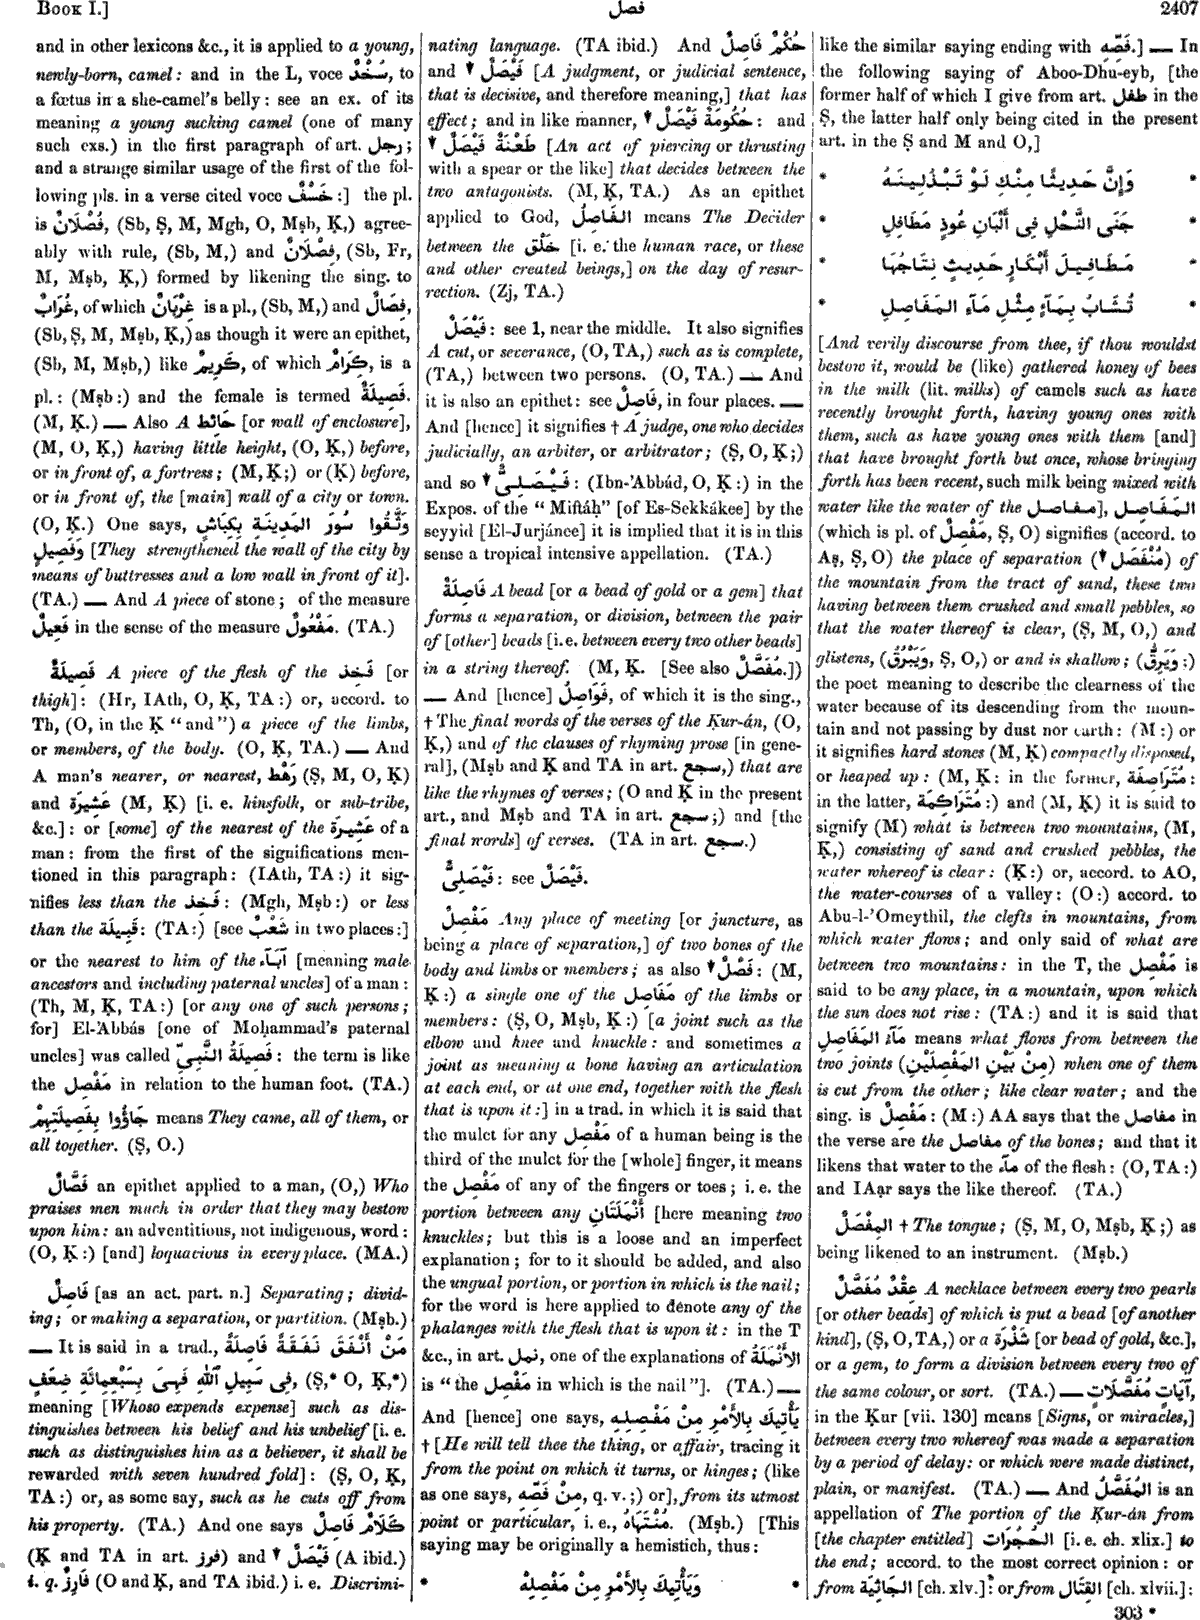 BOOK I.]
فصل
2407
and in other lexicons &c., it is applied to a young,
newly-born, camel: and in the L, voce سُخْدٌ, to
a fœtus in a she-camel's belly: see an ex. of its
meaning a young sucking camel (one of many
such exs.) in the first paragraph of art. رجل;
and a strange similar usage of the first of the fol-
lowing pls. in a verse cited voce خَسْفٌ:] the pl.
is فُصْلَانٌ, (Sb, Ṣ, M, Mgh, O, Mṣb, Ḳ,) agree-
ably with rule, (Sb, M,) and فِصْلَانٌ, (Sb, Fr,
M, Mṣb, Ḳ,) formed by likening the sing. to
غُرَابٌ, of which غِرْبَانٌ is a pl., (Sb, M,) and فِصَالٌ,
(Sb, Ṣ, M, Mṣb, Ḳ,) as though it were an epithet,
(Sb, M, Mṣb,) like كَرِيمٌ, of which كِرَامٌ, is a
pl.: (Mṣb:) and the female is termed فَصِيلَةٌ.
(M, Ḳ.) — Also A حَائِط [or wall of enclosure],
(M, O, Ḳ,) having little height, (O, Ḳ,) before,
or in front of, a fortress; (M, Ḳ;) or (Ḳ) before,
or in front of, the [main] wall of a city or town.
(O, Ḳ.) One says, وَثَّقُوا سُورَ المَدِينَةِ بِكِبَاشٍ
وَفَصِيلٍ [They strengthened the wall of the city by
means of buttresses and a low wall in front of it].
(TA.) — And A piece of stone; of the measure
فَعِيلٌ in the sense of the measure مَفْعُولٌ. (TA.)
فَصِيلَةٌ A piece of the flesh of the فَخِذ [or
thigh]: (Hr, IAth, O, Ḳ, TA:) or, accord. to
Th, (O, in the Ḳ “and”) a piece of the limbs,
or members, of the body. (O, Ḳ, TA.) — And
A man's nearer, or nearest, رَهْط (Ṣ, M, O, Ḳ)
and عَشِيرَة (M, Ḳ) [i. e. kinsfolk, or sub-tribe,
&c.]: or [some] of the nearest of the عَشِيرَة of a
man: from the first of the significations men-
tioned in this paragraph: (IAth, TA:) it sig-
nifies less than the فَخِذ: (Mgh, Mṣb:) or less
than the قَبِيلَة: (TA:) [see شَعْبٌ in two places:]
or the nearest to him of the آبَآء [meaning male
ancestors and including paternal uncles] of a man:
(Th, M, Ḳ, TA:) [or any one of such persons;
for] El-'Abbás [one of Moḥammad's paternal
uncles] was called فَصِيلَةُ النَّبِىِّ: the term is like
the مَفْصِل in relation to the human foot. (TA.)
جَاؤُوا بِفَصِيلَتِهِمْ means They came, all of them, or
all together. (Ṣ, O.)
فَصَّالٌ an epithet applied to a man, (O,) Who
praises men much in order that they may bestow
upon him: an adventitious, not indigenous, word:
(O, Ḳ:) [and] loquacious in every place. (MA.)
فَاصِلٌ [as an act. part. n.] Separating; divid-
ing; or making a separation, or partition. (Mṣb.)
— It is said in a trad., مَنْ أَنْفَقَ نَفَقَةً فَاصِلَةً
فِى سَبِيلِ ٱللّٰهِ فَهِىَ بِسَبْعِمِائَةِ ضِعْفٍ, (Ṣ,* O, Ḳ,*)
meaning [Whoso expends expense] such as dis-
tinguishes between his belief and his unbelief [i. e.
such as distinguishes him as a believer, it shall be
rewarded with seven hundred fold]: (Ṣ, O, Ḳ,
TA:) or, as some say, such as he cuts off from
his property. (TA.) And one says كَلَامٌ فَاصِلٌ
(Ḳ and TA in art. فرز) and ▼ فَيْصَلٌ (A ibid.)
i. q. فَارِزٌ (O and Ḳ, and TA ibid.) i. e. Discrimi-
nating language. (TA ibid.) And حُكْمٌ فَاصِلٌ
and ▼ فَيْصَلٌ [A judgment, or judicial sentence,
that is decisive, and therefore meaning,] that has
effect; and in like manner, ▼ حُكُومَةٌ فَيْصَلٌ: and
▼ طَعْنَةٌ فَيْصَلٌ [An act of piercing or thrusting
with a spear or the like] that decides between the
two antagonists. (M, Ḳ, TA.) As an epithet
applied to God, الفَاصِلُ means The Decider
between the خَلْق [i. e. the human race, or these
and other created beings,] on the day of resur-
rection. (Zj, TA.)
فَيْصَلٌ: see 1, near the middle. It also signifies
A cut, or severance, (O, TA,) such as is complete,
(TA,) between two persons. (O, TA.) — And
it is also an epithet: see فَاصِلٌ, in four places. —
And [hence] it signifies † A judge, one who decides
judicially, an arbiter, or arbitrator; (Ṣ, O, Ḳ;)
and so ▼ فَيْصَلِىٌّ: (Ibn-'Abbád, O, Ḳ:) in the
Expos. of the “Miftáḥ” [of Es-Sekkákee] by the
seyyid [El-Jurjánee] it is implied that it is in this
sense a tropical intensive appellation. (TA.)
فَاصِلَةٌ A bead [or a bead of gold or a gem] that
forms a separation, or division, between the pair
of [other] beads [i. e. between every two other beads]
in a string thereof. (M, Ḳ. [See also مُفَصَّلٌ.])
— And [hence] فَوَاصِلُ, of which it is the sing.,
† The final words of the verses of the Ḳur-án, (O,
Ḳ,) and of the clauses of rhyming prose [in gene-
ral], (Mṣb and Ḳ and TA in art. سجع,) that are
like the rhymes of verses; (O and Ḳ in the present
art., and Mṣb and TA in art. سجع;) and [the
final words] of verses. (TA in art. سجع.)
فَيْصَلِىٌّ: see فَيْصَلٌ.
مَفْصِلٌ Any place of meeting [or juncture, as
being a place of separation,] of two bones of the
body and limbs or members; as also ▼ فَصْلٌ: (M,
Ḳ:) a single one of the مَفَاصِل of the limbs or
members: (Ṣ, O, Mṣb, Ḳ:) [a joint such as the
elbow and knee and knuckle: and sometimes a
joint as meaning a bone having an articulation
at each end, or at one end, together with the flesh
that is upon it:] in a trad. in which it is said that
the mulct for any مَفْصِل of a human being is the
third of the mulct for the [whole] finger, it means
the مَفْصِل of any of the fingers or toes; i. e. the
portion between any أَنْمُلَتَانِ [here meaning two
knuckles; but this is a loose and an imperfect
explanation; for to it should be added, and also
the ungual portion, or portion in which is the nail;
for the word is here applied to denote any of the
phalanges with the flesh that is upon it: in the T
&c., in art. نمل, one of the explanations of الأَنْمُلَةُ
is “the مَفْصِل in which is the nail”]. (TA.) —
And [hence] one says, يَأْتِيكَ بِالأَمْرِ مِنْ مَفْصِلِهِ
† [He will tell thee the thing, or affair, tracing it
from the point on which it turns, or hinges; (like
as one says, مِنْ فَصِّهِ, q. v.;) or], from its utmost
point or particular, i. e., مُنْتَهَاهُ. (Mṣb.) [This
saying may be originally a hemistich, thus:
* وَيَأْتِيكَ بِالأَمْرِ مِنْ مَفْصِلِهْ *
like the similar saying ending with فَصِّهِ.] — In
the following saying of Aboo-Dhu-eyb, [the
former half of which I give from art. طفل in the
Ṣ, the latter half only being cited in the present
art. in the Ṣ and M and O,]
* وَإِنَّ حَدِيثًا مِنْكِ لَوْ تَبْذُلِينَهُ *
* جَنَى النَّحْلِ فِى أَلْبَانِ عُوذٍ مَطَافِلِ *
* مَطَافِيلَ أَبْكَارٍ حَدِيثٍ نِتَاجُهَا *
* تُشَابُ بِمَآءٍ مِثْلِ مَآءِ المَفَاصِلِ *
[And verily discourse from thee, if thou wouldst
bestow it, would be (like) gathered honey of bees
in the milk (lit. milks) of camels such as have
recently brought forth, having young ones with
them, such as have young ones with them [and]
that have brought forth but once, whose bringing
forth has been recent, such milk being mixed with
water like the water of the مفاصل], المَفَاصِل
(which is pl. of مَفْصِلٌ, Ṣ, O) signifies (accord. to
Aṣ, Ṣ, O) the place of separation (▼ مُنْفَصَل) of
the mountain from the tract of sand, these two
having between them crushed and small pebbles, so
that the water thereof is clear, (Ṣ, M, O,) and
glistens, (وَيَبْرُقُ, Ṣ, O,) or and is shallow; (وَيَرِقُّ:)
the poet meaning to describe the clearness of the
water because of its descending from the moun-
tain and not passing by dust nor earth: (M:) or
it signifies hard stones (M, Ḳ) compactly disposed,
or heaped up: (M, Ḳ: in the former, مُتَرَاصِفَة:
in the latter, مُتَرَاكِمَة:) and (M, Ḳ) it is said to
signify (M) what is between two mountains, (M,
Ḳ,) consisting of sand and crushed pebbles, the
water whereof is clear: (Ḳ:) or, accord. to AO,
the water-courses of a valley: (O:) accord. to
Abu-l-'Omeythil, the clefts in mountains, from
which water flows; and only said of what are
between two mountains: in the T, the مَفْصِل is
said to be any place, in a mountain, upon which
the sun does not rise: (TA:) and it is said that
مَآءُ المَفَاصِلِ means what flows from between the
two joints (مِنْ بَيْنِ المَفْصِلَيْنِ) when one of them
is cut from the other; like clear water; and the
sing. is مَفْصِلٌ: (M:) AA says that the مفاصل in
the verse are the مفاصل of the bones; and that it
likens that water to the مَآء of the flesh: (O, TA:)
and IAạr says the like thereof. (TA.)
المِفْصَلُ † The tongue; (Ṣ, M, O, Mṣb, Ḳ;) as
being likened to an instrument. (Mṣb.)
عِقْدٌ مُفَصَّلٌ A necklace between every two pearls
[or other beads] of which is put a bead [of another
kind], (Ṣ, O, TA,) or a شَذْرَة [or bead of gold, &c.],
or a gem, to form a division between every two of
the same colour, or sort. (TA.) — آيَاتٍ مُفَصَّلَاتٍ,
in the Ḳur [vii. 130] means [Signs, or miracles,]
between every two whereof was made a separation
by a period of delay: or which were made distinct,
plain, or manifest. (TA.) — And المُفَصَّلُ is an
appellation of The portion of the Ḳur-án from
[the chapter entitled] الحُجُرَات [i. e. ch. xlix.] to
the end; accord. to the most correct opinion: or
from الجَاثِيَة [ch. xlv.]: or from القِتَال [ch. xlvii.]:
303 *